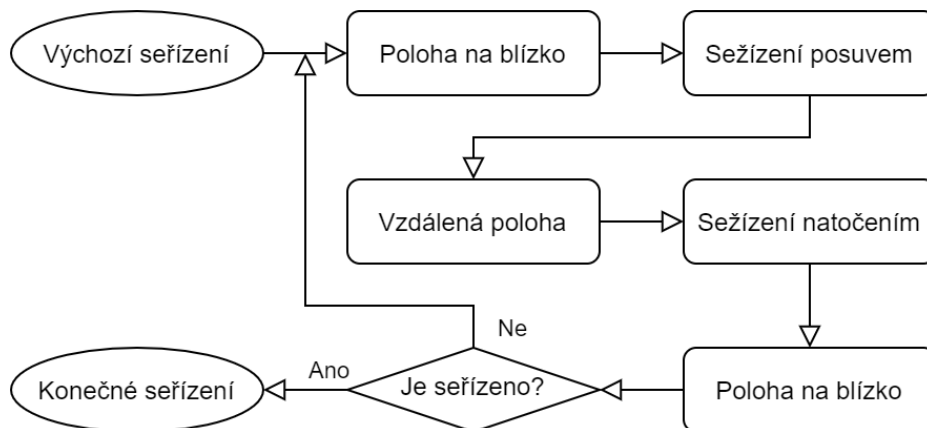 Výchozí seřízení
Poloha na blízko
Sežízení posuvem
Vzdálená poloha
Sežízení natočením
Ne
Ano
Konečné seřízení
Je seřízeno?
Poloha na blízko